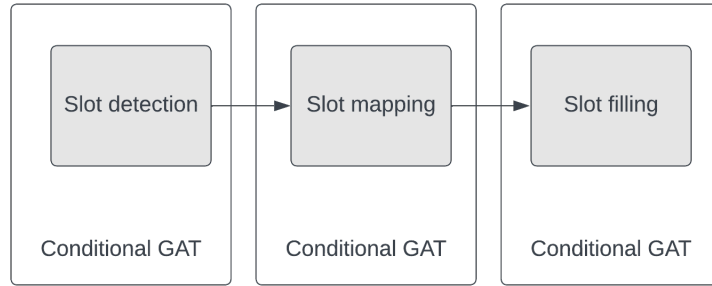 Slot detection
Slot mapping
Slot filling
Conditional GAT
Conditional GAT
Conditional GAT